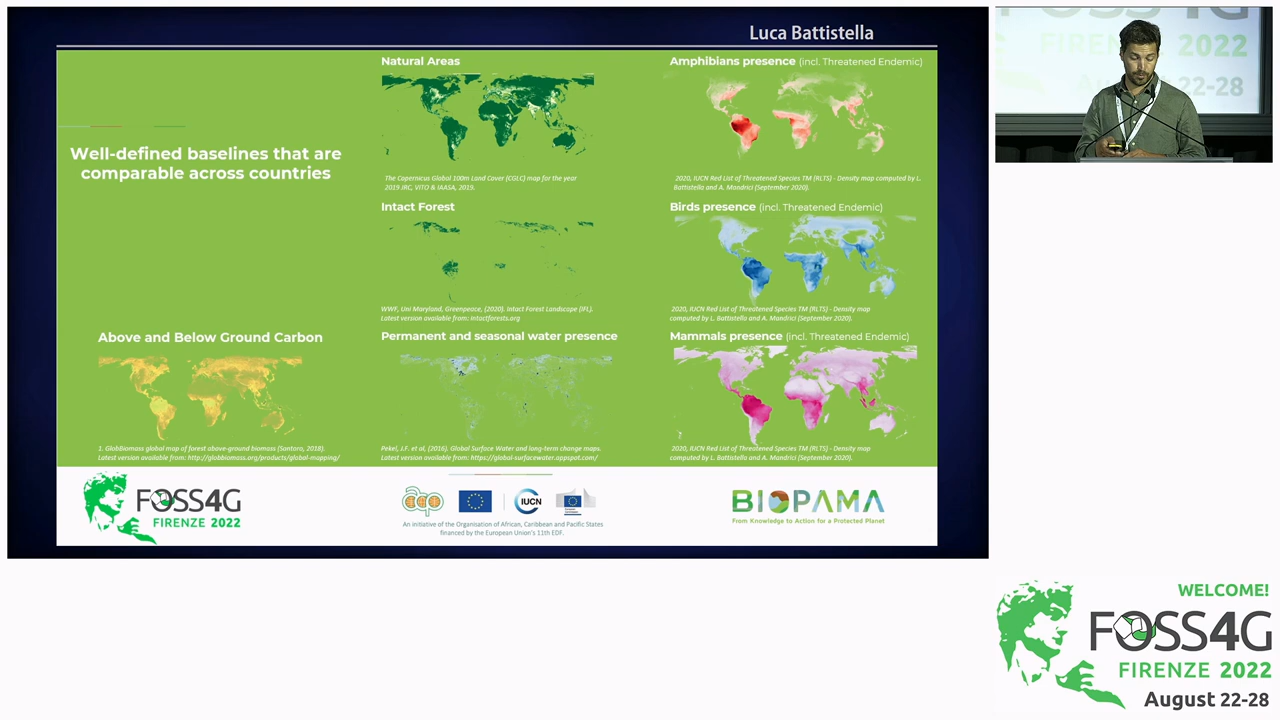 Luca Battistella
Well-defined baselines that are
comparable across countries
Above and Below Ground Carbon
1. GlobBiomass global map of forest above-ground biomass (Santoro, 2018).
Latest version available from: http://globbiomass.org/products/global-mapping/
Natural Areas
The Copernicus Global 100m Land Cover (CGLC) map for the year
2019 JRC, VITO & IAASA, 2019.
Intact Forest
WWF, Uni Maryland, Greenpeace, (2020). Intact Forest Landscape (IFL).
Latest version available from: intactforests.org
Permanent and seasonal water presence
Pekel, J.F. et al, (2016). Global Surface Water and long-term change maps.
Latest version available from: https://global-surfacewater.appspot.com/
Amphibians presence (incl. Threatened Endemic)
2020, IUCN Red List of Threatened Species TM (RLTS) - Density map computed by L.
Battistella and A. Mandrici (September 2020).
Birds presence (incl. Threatened Endemic)
2020, IUCN Red List of Threatened Species TM (RLTS) - Density map
computed by L. Battistella and A. Mandrici (September 2020).
Mammals presence (incl. Threatened Endemic)
2020, IUCN Red List of Threatened Species TM (RLTS) - Density map
computed by L. Battistella and A. Mandrici (September 2020).
FOSS4G
FIRENZE 2022
IUCN
An initiative of the Organisation of African, Caribbean and Pacific States
financed by the European Union's 11th EDF.
BIOPAMA
From Knowledge to Action for a Protected Planet
FIRENZE 2022
22-28
WELCOME!
FOSS4G
FIRENZE 2022
August 22-28